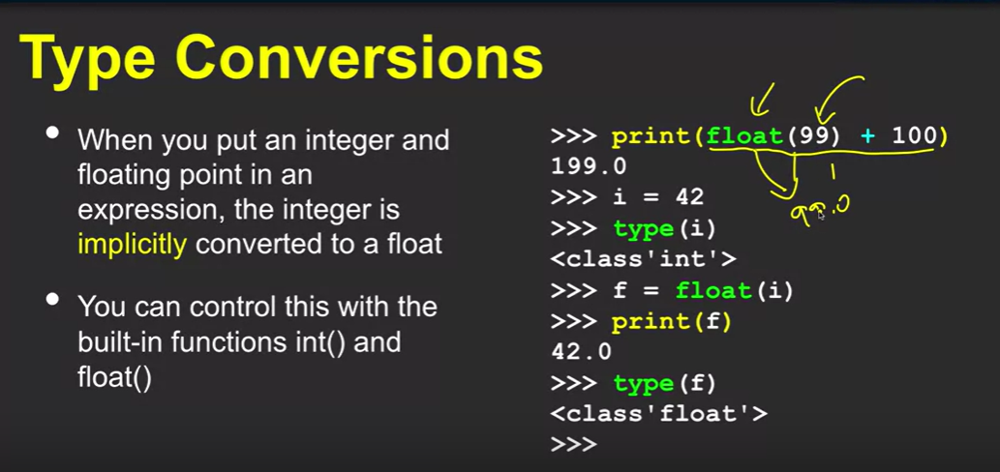 Type Conversions
• When you put an integer and
floating point in an
expression, the integer is
implicitly converted to a float
• You can control this with the
built-in functions int() and
float()
>>> print(float(99) + 100)
199.0
>>> i = 42
>>> type(i)
<class'int'>
>>> f = float(i)
>>> print(f)
42.0
>>> type(f)
<class'float'>
>>>
99.0